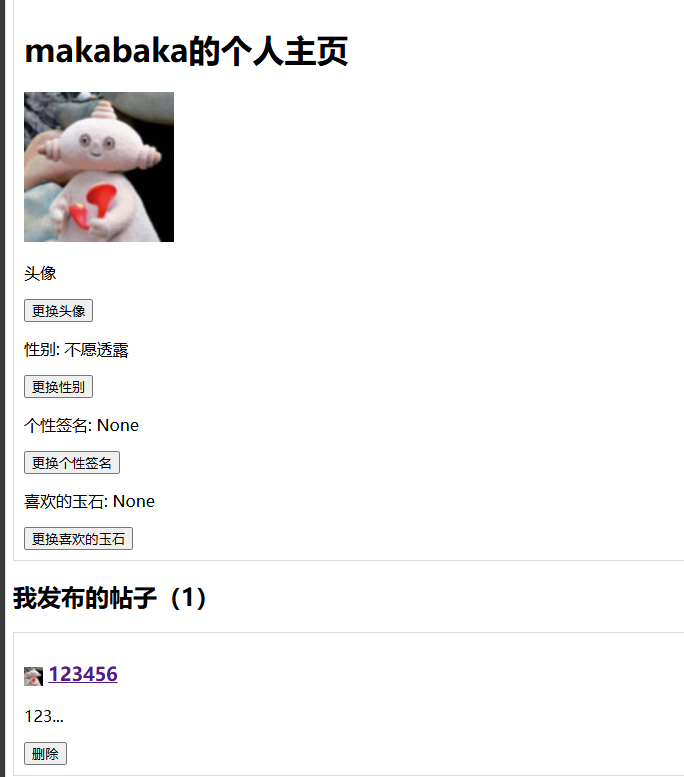 makabaka的个人主页
头像
更换头像
性别: 不愿透露
更换性别
个性签名: None
更换个性签名
喜欢的玉石: None
更换喜欢的玉石
我发布的帖子（1）
123456
123...
删除